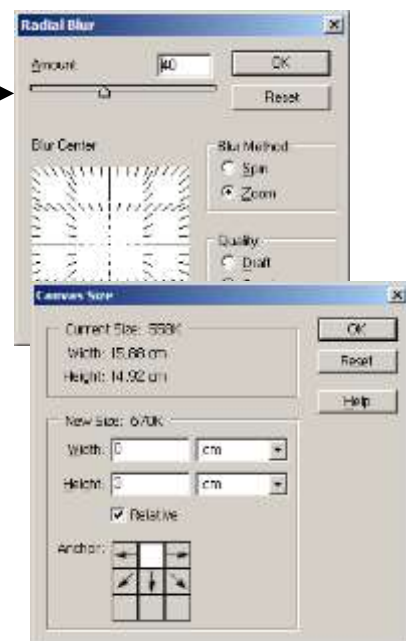 Radial Blur
Amount 40 OK
Reset
Blur Center Blur Method
Spin
Zoom
Quality
Draft
Canvas Size
Current Size: 558K OK
Width: 15.88 cm Reset
Height: 14.92 cm
Help
New Size: 670K
Width: 0 cm
Height: 3 cm
Relative
Anchor: